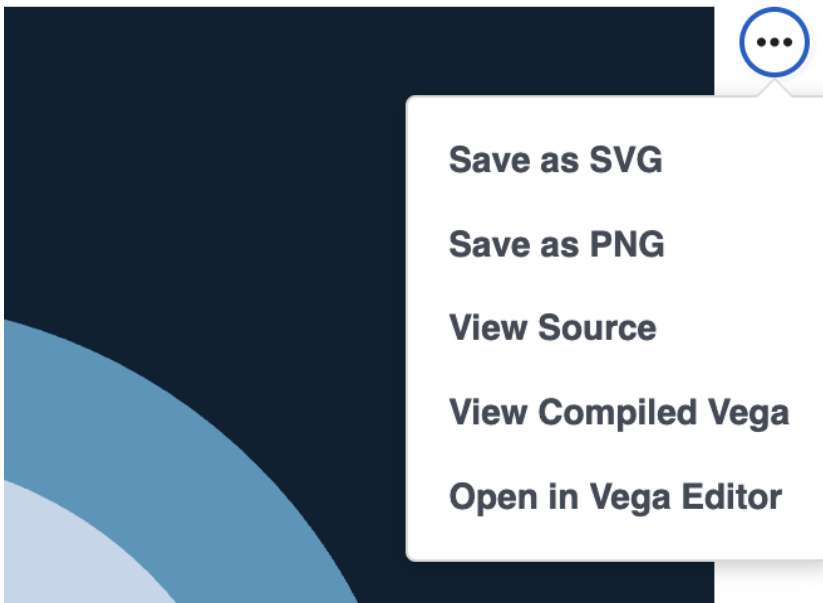 Save as SVG
Save as PNG
View Source
View Compiled Vega
Open in Vega Editor